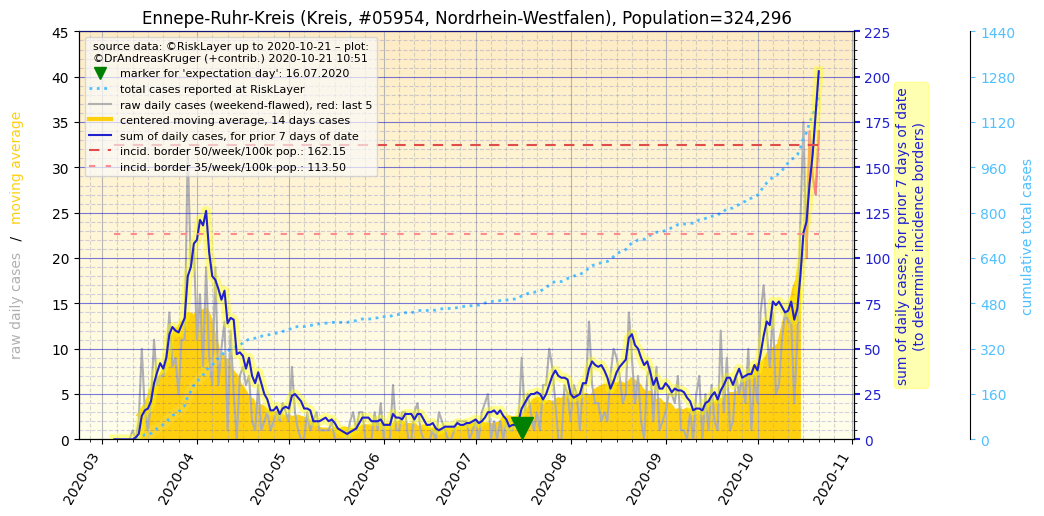 Ennepe-Ruhr-Kreis (Kreis, #05954, Nordrhein-Westfalen), Population=324,296
source data: ©RiskLayer up to 2020-10-21 – plot:
©DrAndreasKruger (+contrib.) 2020-10-21 10:51
marker for 'expectation day': 16.07.2020
total cases reported at RiskLayer
raw daily cases (weekend-flawed), red: last 5
centered moving average, 14 days cases
sum of daily cases, for prior 7 days of date
incid. border 50/week/100k pop.: 162.15
incid. border 35/week/100k pop.: 113.50
raw daily cases / moving average
45
40
35
30
25
20
15
10
5
0
225
200
175
150
125
100
75
50
25
0
sum of daily cases, for prior 7 days of date
(to determine incidence borders)
1440
1280
1120
960
800
640
480
320
160
0
cumulative total cases
2020-03
2020-04
2020-05
2020-06
2020-07
2020-08
2020-09
2020-10
2020-11